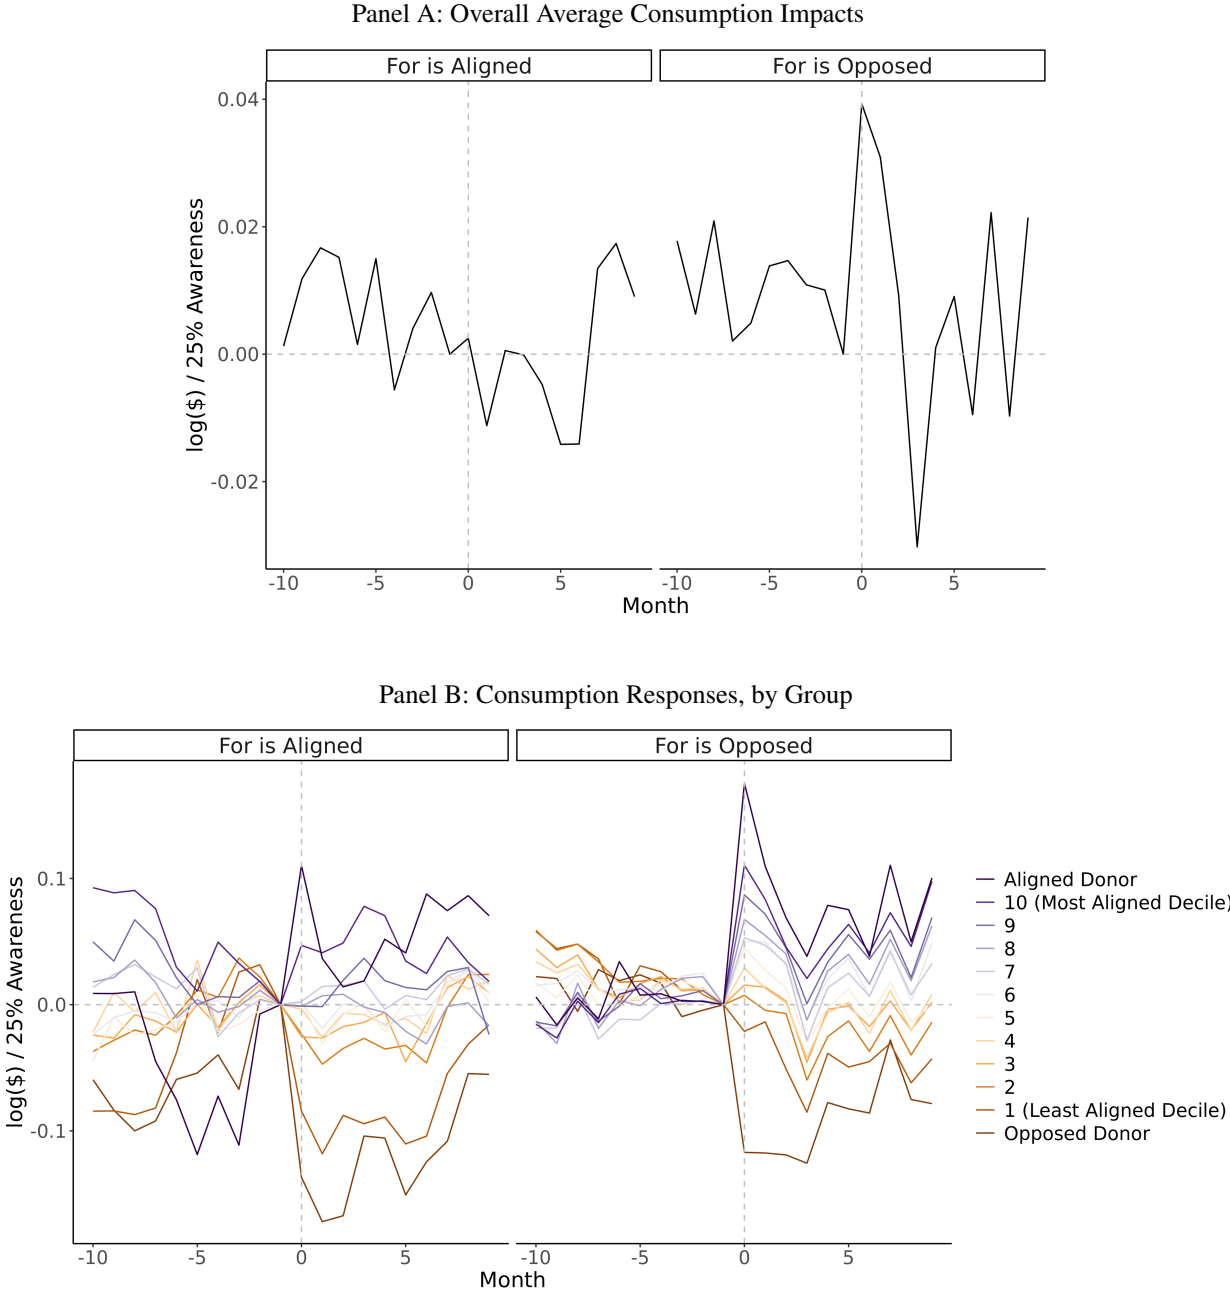 Panel A: Overall Average Consumption Impacts
For is Aligned
For is Opposed
0.04
0.02
0.00
-0.02
log($) / 25% Awareness
-10 -5 0 5
-10 -5 0 5
Month
Panel B: Consumption Responses, by Group
For is Aligned
For is Opposed
0.1
0.0
-0.1
log($) / 25% Awareness
-10 -5 0 5
-10 -5 0 5
Month
Aligned Donor
10 (Most Aligned Decile)
9
8
7
6
5
4
3
2
1 (Least Aligned Decile)
Opposed Donor